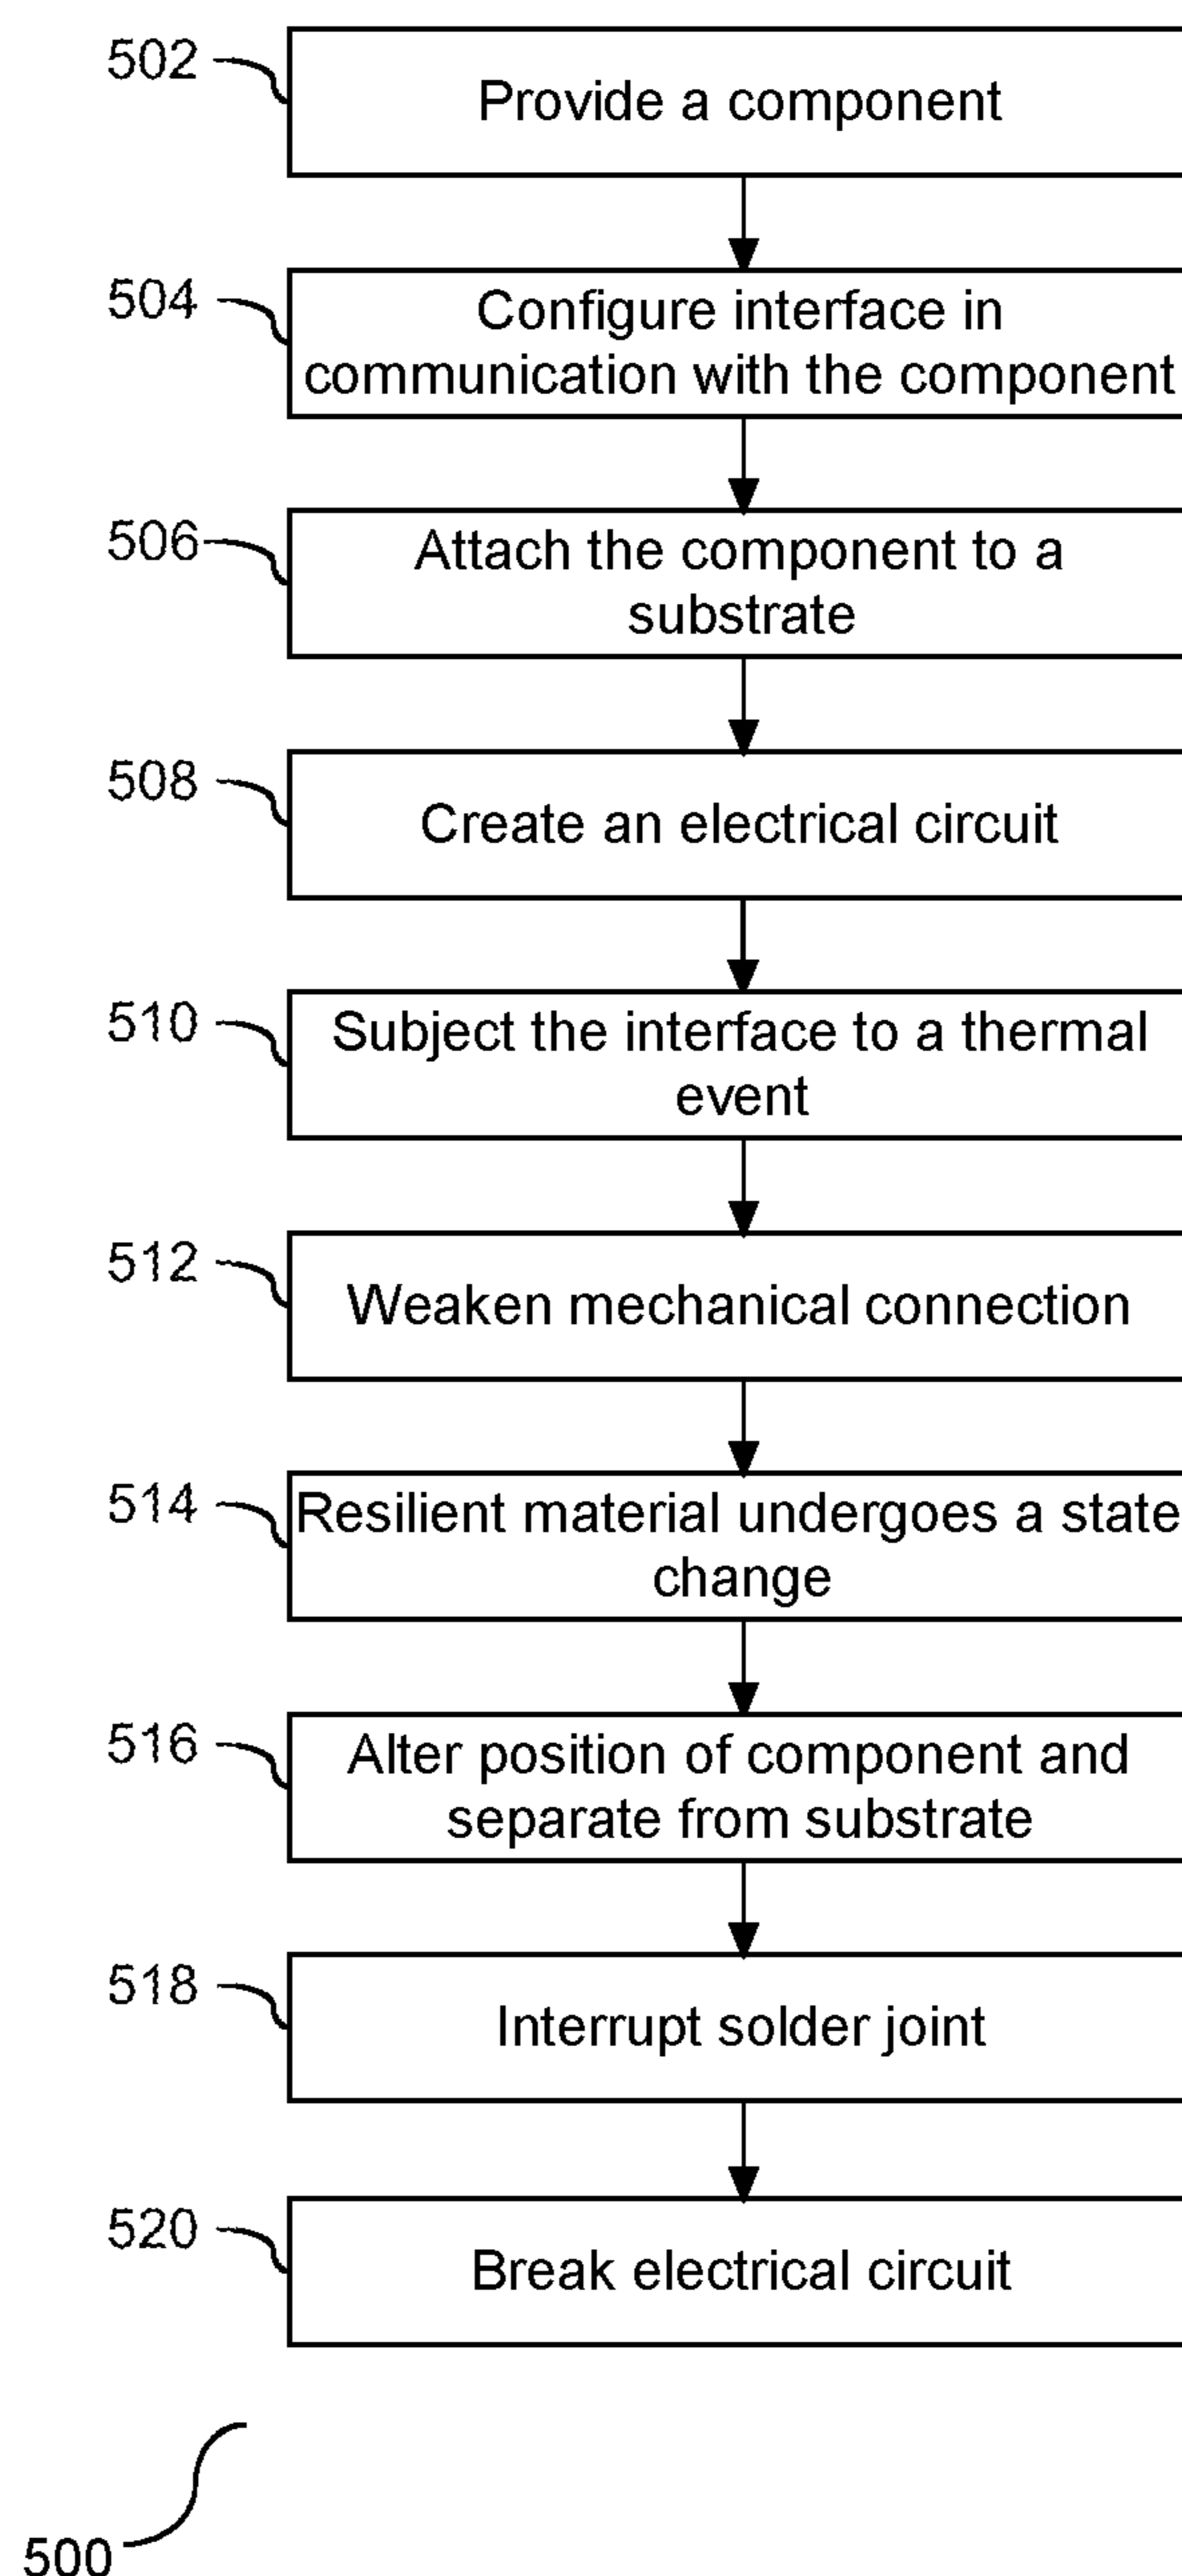 502
Provide a component
504
Configure interface in
communication with the component
506
Attach the component to a
substrate
508
Create an electrical circuit
510
Subject the interface to a thermal
event
512
Weaken mechanical connection
514
Resilient material undergoes a state
change
516
Alter position of component and
separate from substrate
518
Interrupt solder joint
520
Break electrical circuit
500